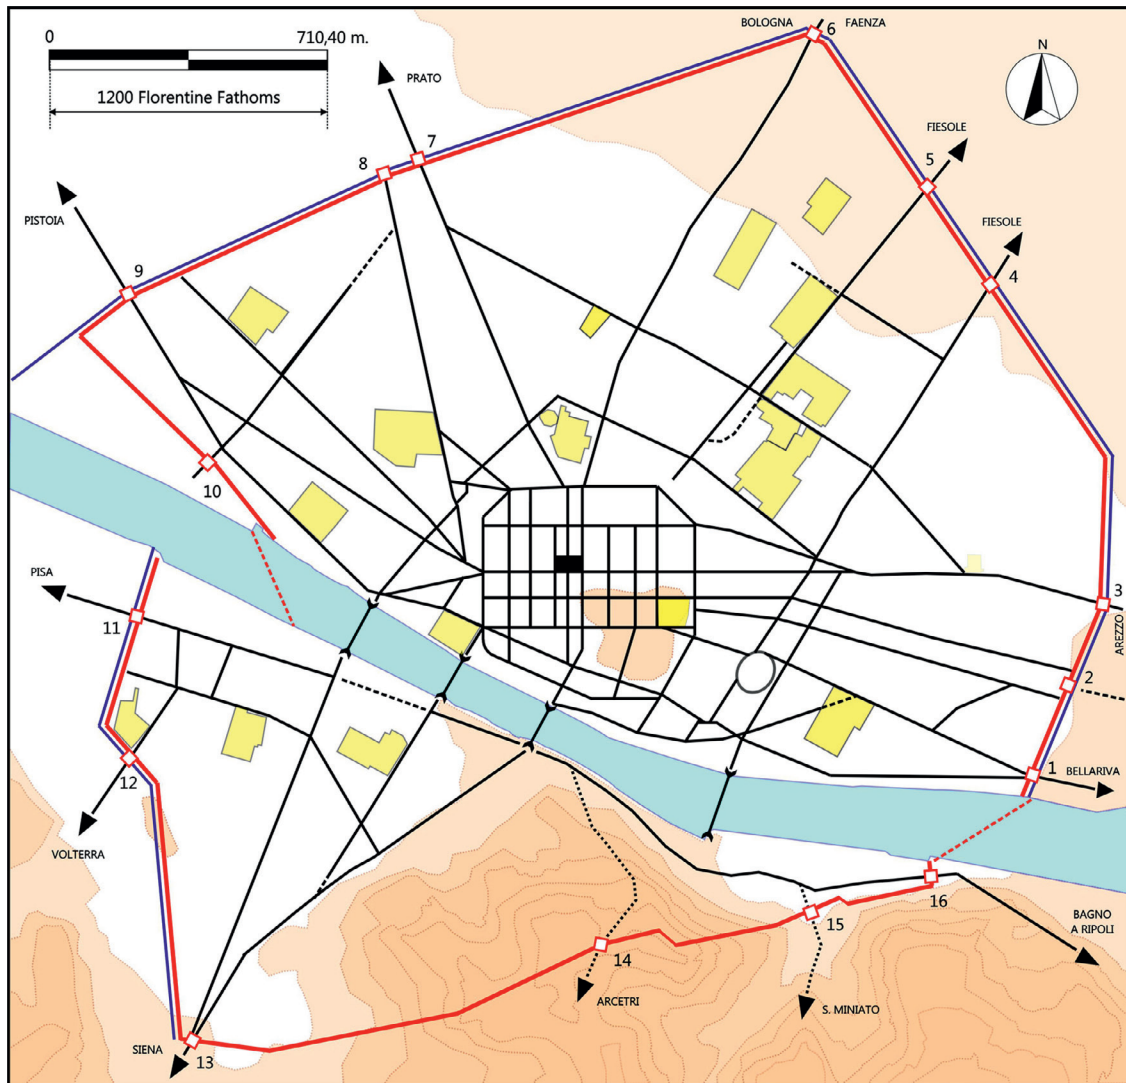 0 710,40 m.
1200 Florentine Fathoms
BOLOGNA 6 FAENZA
N
PRATO
7
8
FIESOLE
5
PISTOIA
FIESOLE
9
4
10
PISA
11
3
AREZZO
2
12
1
BELLARIVA
VOLTERRA
16
15
BAGNO
A RIPOLI
14
ARCETRI
S. MINIATO
SIENA
13